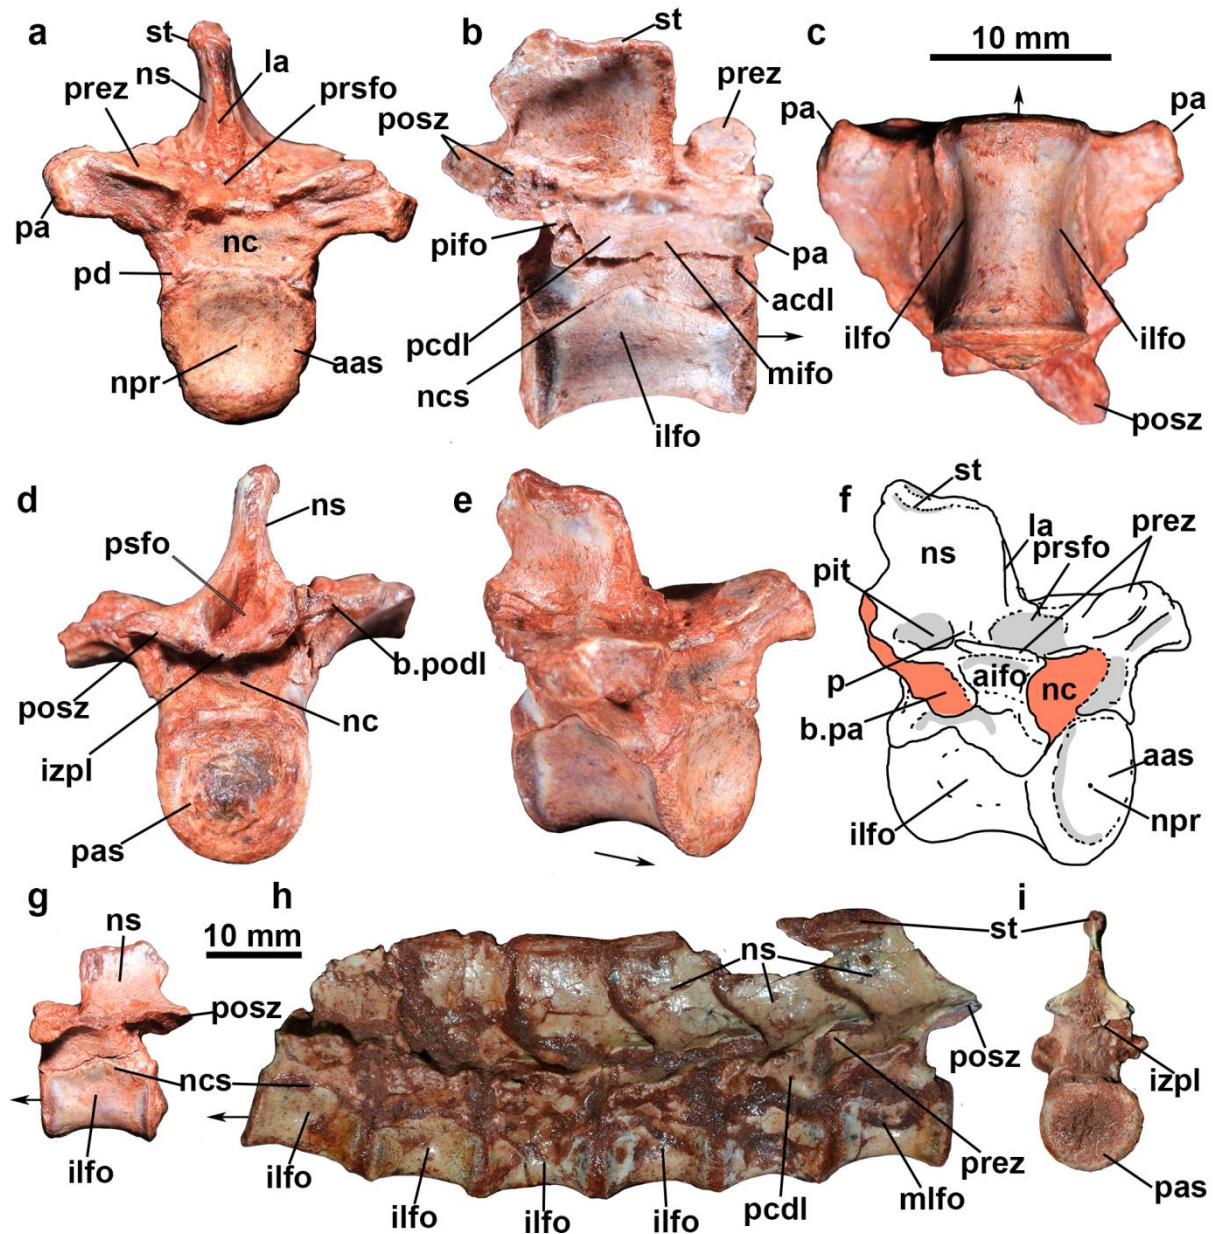 a
st
ns
la
prez
prsfo
pa
nc
pd
npr
aas
b
st
prez
posz
pifo
pa
acdl
pcdl
mifo
ncs
ilfo
c
10 mm
pa
pa
ilfo
ilfo
posz
d
ns
psfo
b.podl
posz
nc
izpl
pas
e
f
st
la
prez
prsfo
ns
pit
p
aifo
nc
b.pa
aas
ilfo
npr
g
ns
posz
ncs
ilfo
h
10 mm
ns
st
posz
ilfo
ilfo
ilfo
ilfo
pcdl
mlfo
prez
i
izpl
pas